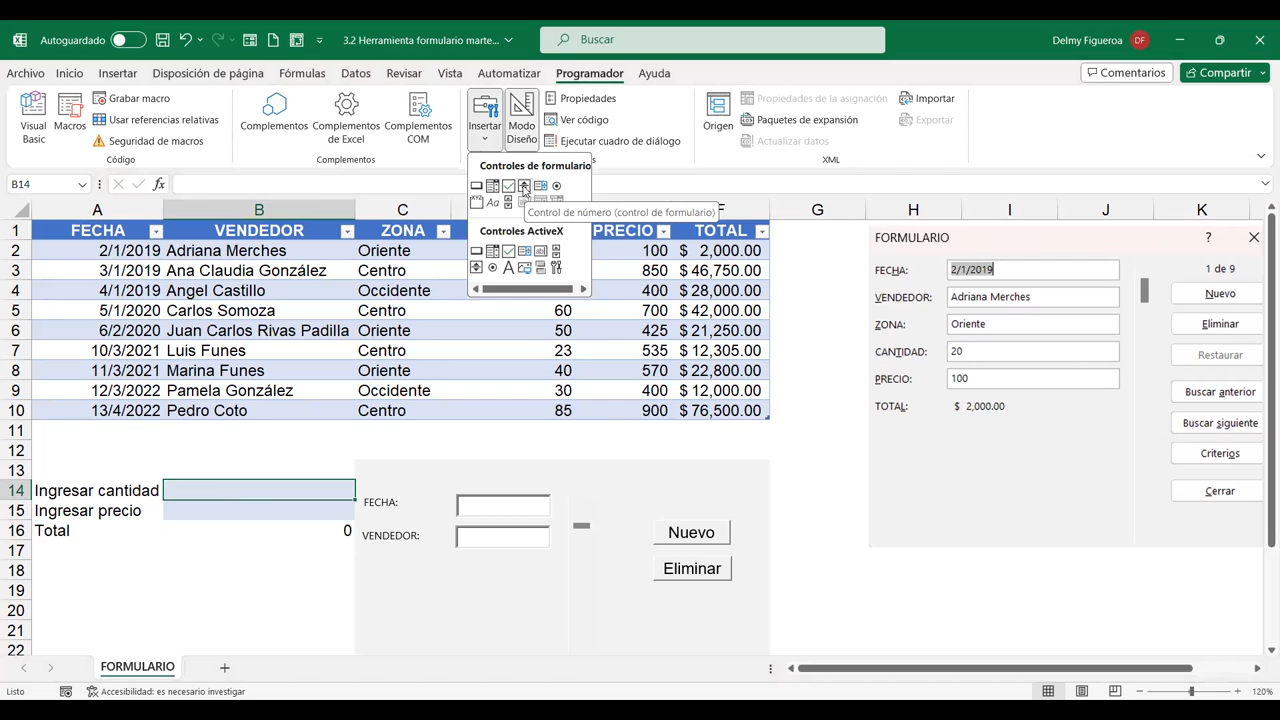 Autoguardado
3.2 Herramienta formulario marte...
Buscar
Delmy Figueroa
DF
Archivo Inicio Insertar Disposición de página Fórmulas Datos Revisar Vista Automatizar Programador Ayuda
Comentarios
Compartir
Visual Basic
Macros
Grabar macro
Usar referencias relativas
Seguridad de macros
Código
Complementos
Complementos de Excel
Complementos COM
Complementos
Insertar
Modo Diseño
Propiedades
Ver código
Ejecutar cuadro de diálogo
Origen
Propiedades de la asignación
Paquetes de expansión
Actualizar datos
Importar
Exportar
XML
Controles de formulario
Aa
Control de número (control de formulario)
Controles ActiveX
B14
fx
A B C F G H I J K
1 FECHA VENDEDOR ZONA PRECIO TOTAL
2 2/1/2019 Adriana Merches Oriente 100 $ 2,000.00
3 3/1/2019 Ana Claudia González Centro 850 $ 46,750.00
4 4/1/2019 Angel Castillo Occidente 400 $ 28,000.00
5 5/1/2020 Carlos Somoza Centro 60 700 $ 42,000.00
6 6/2/2020 Juan Carlos Rivas Padilla Oriente 50 425 $ 21,250.00
7 10/3/2021 Luis Funes Centro 23 535 $ 12,305.00
8 11/3/2021 Marina Funes Oriente 40 570 $ 22,800.00
9 12/3/2022 Pamela González Occidente 30 400 $ 12,000.00
10 13/4/2022 Pedro Coto Centro 85 900 $ 76,500.00
11
12
13
14 Ingresar cantidad
15 Ingresar precio
16 Total 0
17
18
19
20
21
22
FECHA:
VENDEDOR:
Nuevo
Eliminar
FORMULARIO ?
FECHA: 2/1/2019
VENDEDOR: Adriana Merches
ZONA: Oriente
CANTIDAD: 20
PRECIO: 100
TOTAL: $ 2,000.00
1 de 9
Nuevo
Eliminar
Restaurar
Buscar anterior
Buscar siguiente
Criterios
Cerrar
FORMULARIO
Listo
Accesibilidad: es necesario investigar
120%